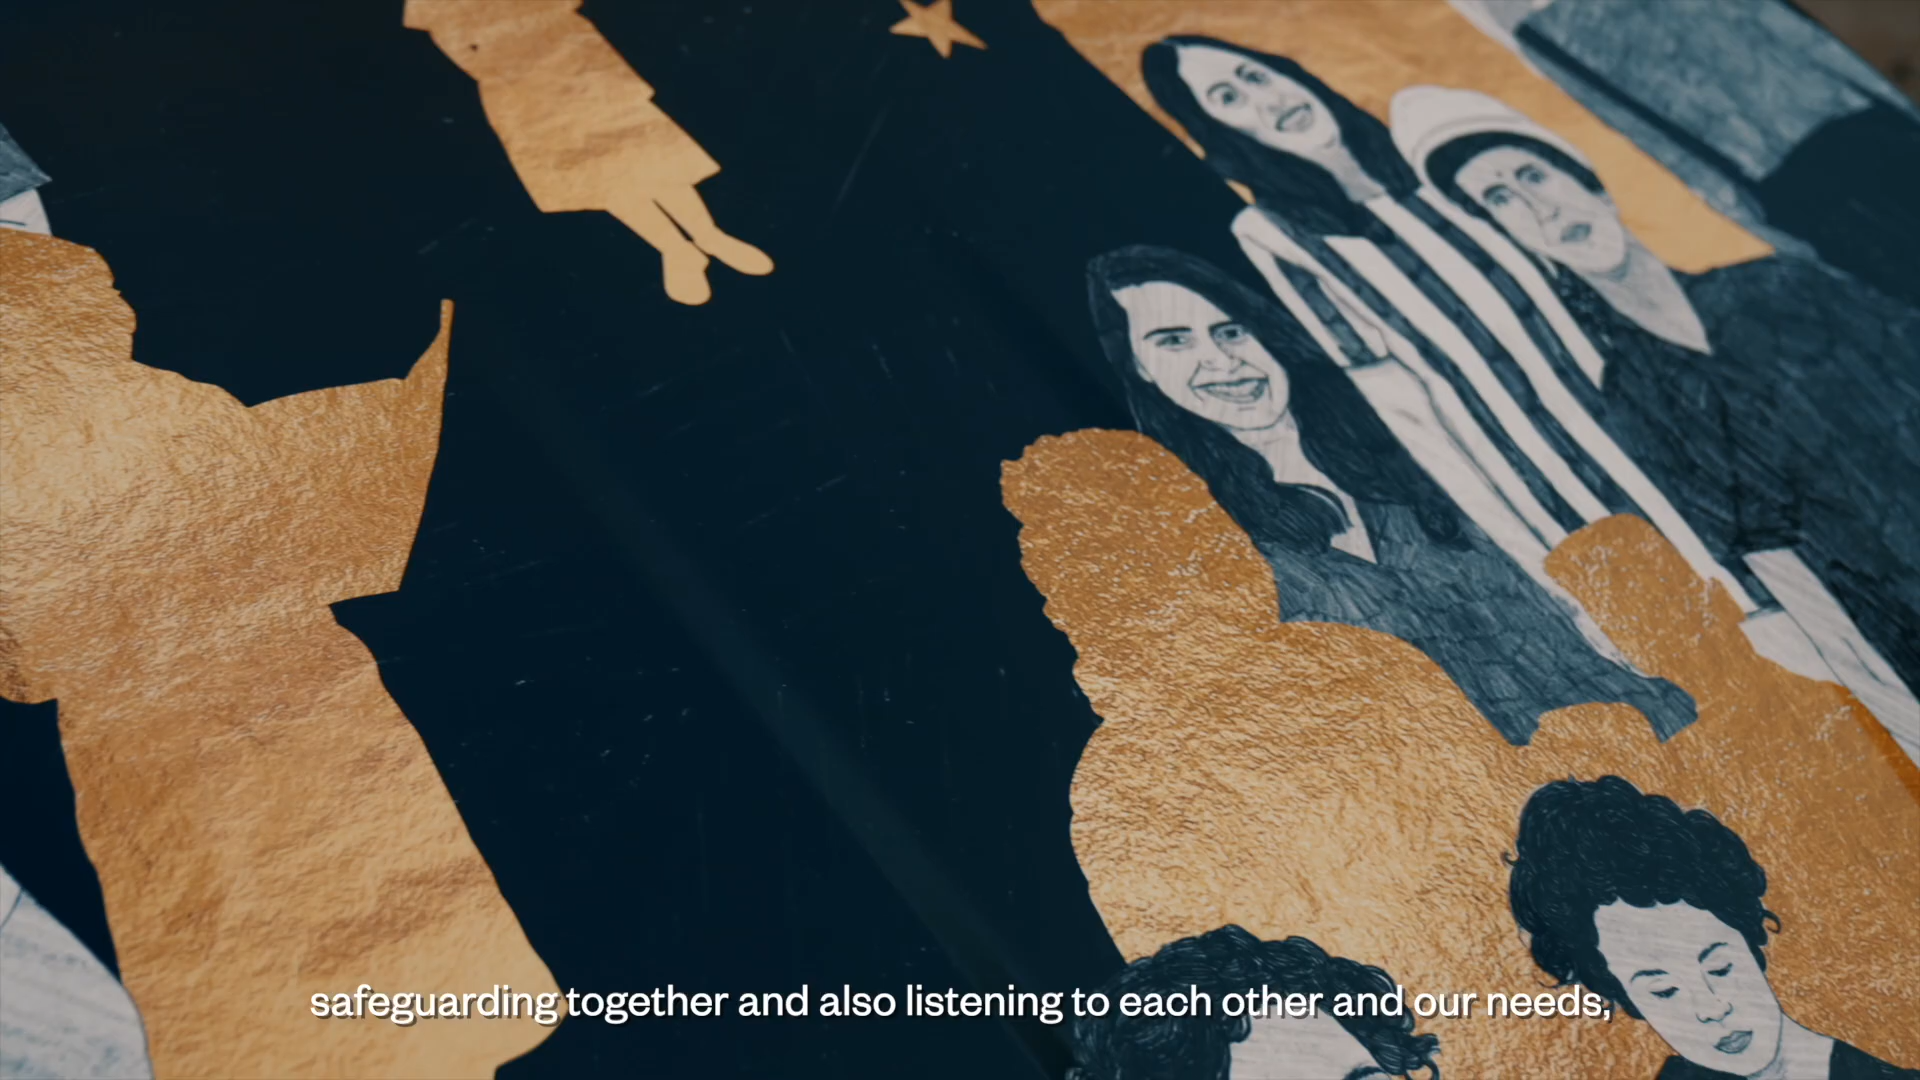 safeguarding together and also listening to each other and our needs,